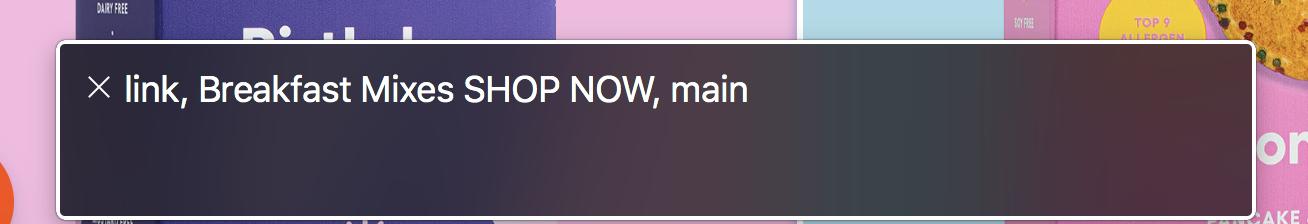 DAIRY FREE
SOY FREE
TOP 9
ALLERGEN
link, Breakfast Mixes SHOP NOW, main